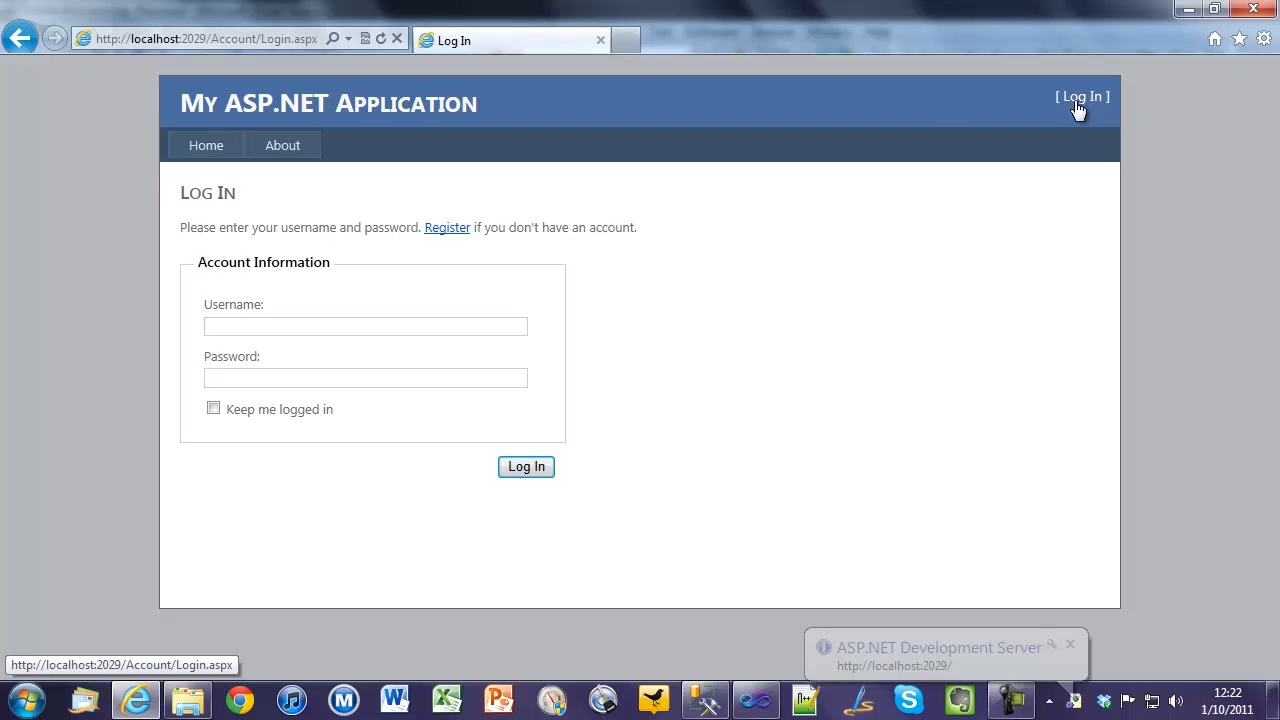 http://localhost:2029/Account/Login.aspx
Log In
My ASP.NET Application
[ Log In ]
Home
About
Log In
Please enter your username and password. Register if you don't have an account.
Account Information
Username:
Password:
Keep me logged in
Log In
ASP.NET Development Server
http://localhost:2029/
http://localhost:2029/Account/Login.aspx
12:22
1/10/2011